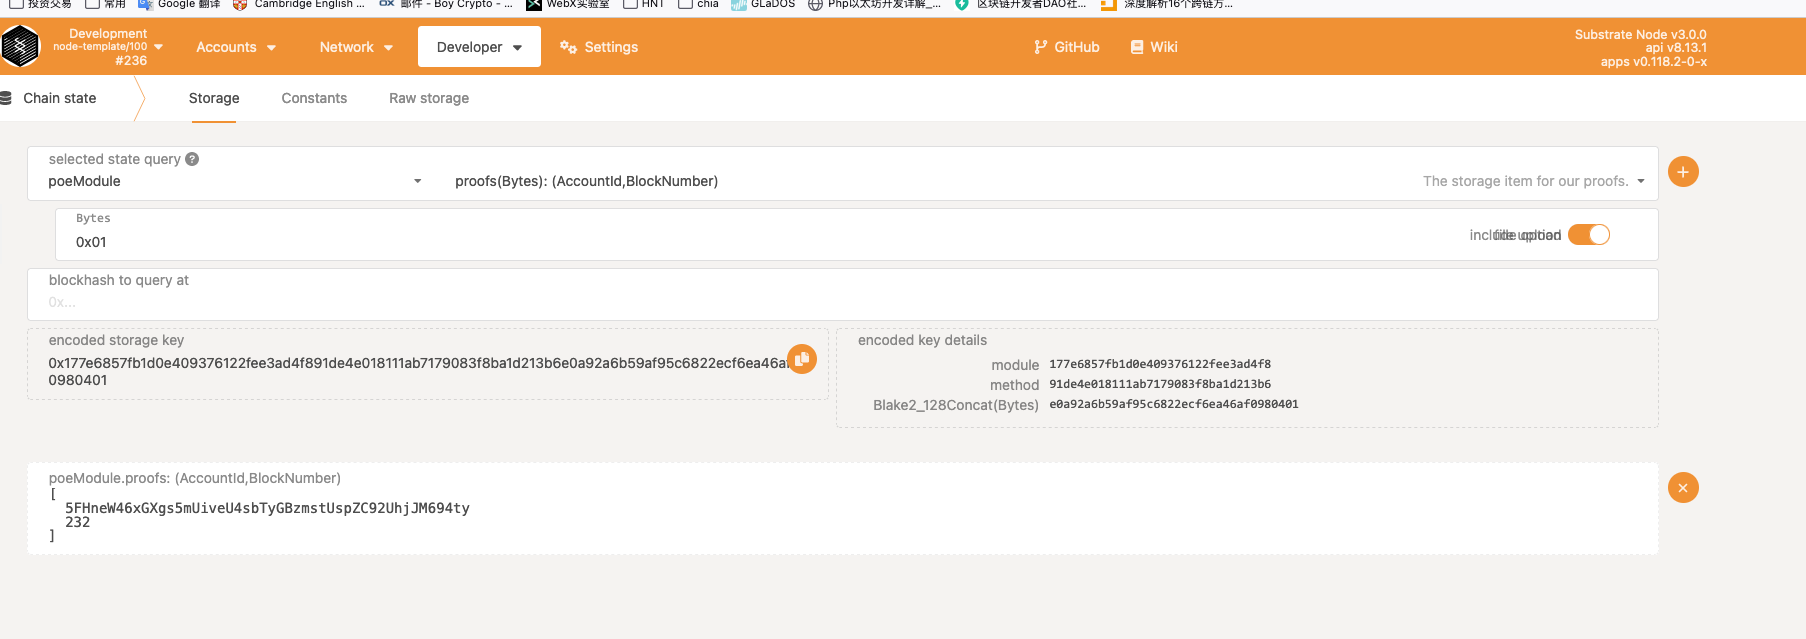 投资交易 常用 Google 翻译 Cambridge English ... 邮件 - Boy Crypto - ... WebX实验室 HNT chia GLaDOS Php以太坊开发详解_... 区块链开发者DAO社... 深度解析16个跨链方...
Development
node-template/100
#236
Accounts Network Developer Settings GitHub Wiki
Substrate Node v3.0.0
api v8.13.1
apps v0.118.2-0-x
Chain state Storage Constants Raw storage
selected state query ?
poeModule proofs(Bytes): (AccountId,BlockNumber) The storage item for our proofs.
Bytes
0x01
include option file upload
blockhash to query at
0x...
encoded storage key
0x177e6857fb1d0e409376122fee3ad4f891de4e018111ab7179083f8ba1d213b6e0a92a6b59af95c6822ecf6ea46af
0980401
encoded key details
module 177e6857fb1d0e409376122fee3ad4f8
method 91de4e018111ab7179083f8ba1d213b6
Blake2_128Concat(Bytes) e0a92a6b59af95c6822ecf6ea46af0980401
poeModule.proofs: (AccountId,BlockNumber)
[
5FHneW46xGXgs5mUiveU4sbTyGBzmstUspZC92UhjJM694ty
232
]